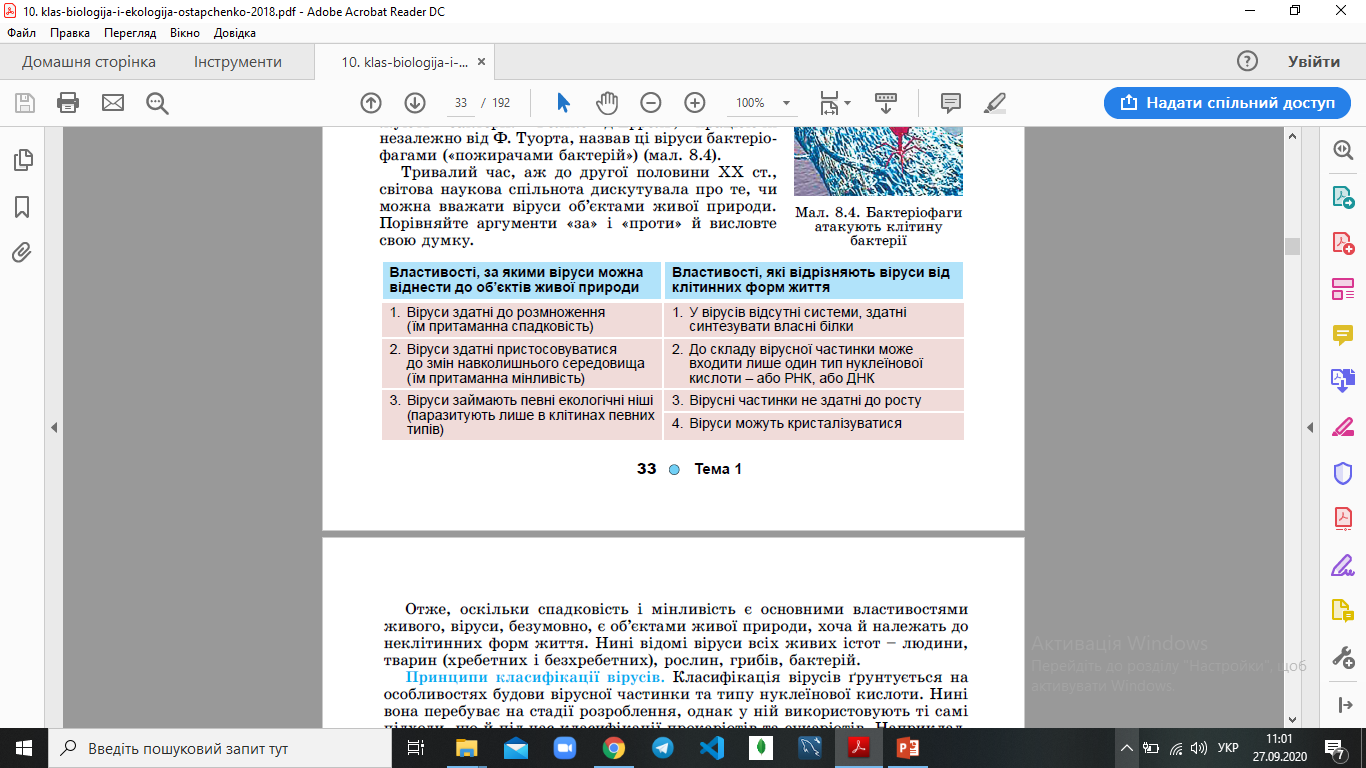 10. klas-biologija-i-ekologija-ostapchenko-2018.pdf - Adobe Acrobat Reader DC
Файл Правка Перегляд Вікно Довідка
Домашня сторінка Інструменти 10. klas-biologija-i-... × Увійти
33 / 192 100% Надати спільний доступ
незалежно від Ф. Туорта, назвав ці віруси бактеріо-
фагами («пожирачами бактерій») (мал. 8.4).
Тривалий час, аж до другої половини XX ст.,
світова наукова спільнота дискутувала про те, чи
можна вважати віруси об’єктами живої природи.
Порівняйте аргументи «за» і «проти» й висловте
свою думку.
Мал. 8.4. Бактеріофаги
атакують клітину
бактерії
Властивості, за якими віруси можна
віднести до об’єктів живої природи
Властивості, які відрізняють віруси від
клітинних форм життя
1. Віруси здатні до розмноження
(їм притаманна спадковість)
1. У вірусів відсутні системи, здатні
синтезувати власні білки
2. Віруси здатні пристосовуватися
до змін навколишнього середовища
(їм притаманна мінливість)
2. До складу вірусної частинки може
входити лише один тип нуклеїнової
кислоти – або РНК, або ДНК
3. Віруси займають певні екологічні ніші
(паразитують лише в клітинах певних
типів)
3. Вірусні частинки не здатні до росту
4. Віруси можуть кристалізуватися
33 Тема 1
Отже, оскільки спадковість і мінливість є основними властивостями
живого, віруси, безумовно, є об’єктами живої природи, хоча й належать до
неклітинних форм життя. Нині відомі віруси всіх живих істот – людини,
тварин (хребетних і безхребетних), рослин, грибів, бактерій.
Принципи класифікації вірусів. Класифікація вірусів ґрунтується на
особливостях будови вірусної частинки та типу нуклеїнової кислоти. Нині
вона перебуває на стадії розроблення, однак у ній використовують ті самі
Активація Windows
Перейдіть до розділу "Настройки", щоб
активувати Windows.
Введіть пошуковий запит тут
УКР
11:01
27.09.2020
7